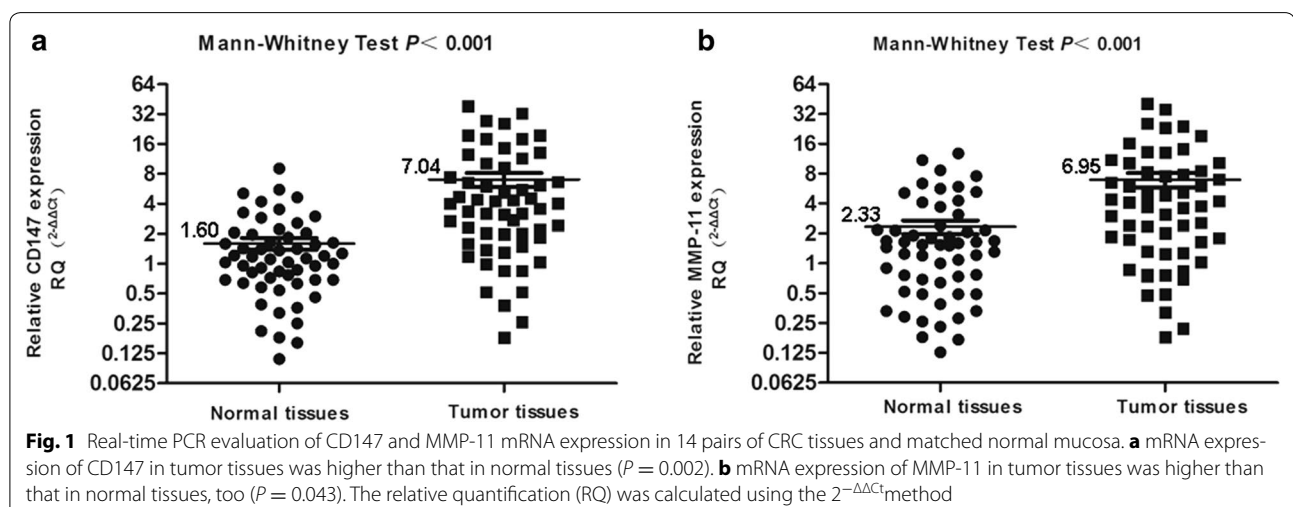 a
Mann-Whitney Test P< 0.001
Relative CD147 expression
RQ (2-ΔΔCt)
64
32
16
8
4
2
1
0.5
0.25
0.125
0.0625
1.60
7.04
Normal tissues
Tumor tissues
b
Mann-Whitney Test P< 0.001
Relative MMP-11 expression
RQ (2-ΔΔCt)
64
32
16
8
4
2
1
0.5
0.25
0.125
0.0625
2.33
6.95
Normal tissues
Tumor tissues
Fig. 1 Real-time PCR evaluation of CD147 and MMP-11 mRNA expression in 14 pairs of CRC tissues and matched normal mucosa. a mRNA expres-
sion of CD147 in tumor tissues was higher than that in normal tissues (P = 0.002). b mRNA expression of MMP-11 in tumor tissues was higher than
that in normal tissues, too (P = 0.043). The relative quantification (RQ) was calculated using the 2−ΔΔCtmethod